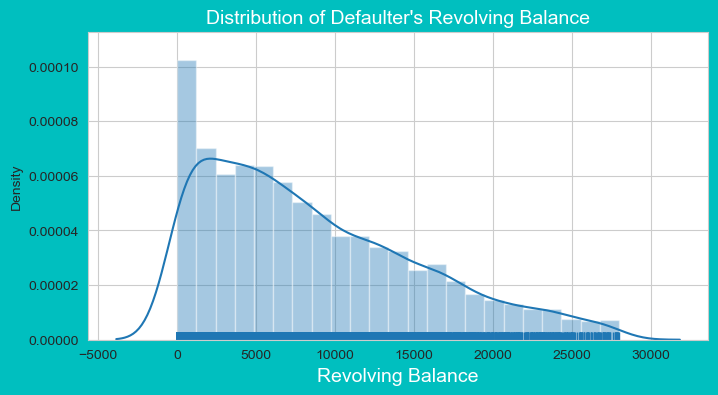 Distribution of Defaulter's Revolving Balance
0.00010
0.00008
0.00006
0.00004
0.00002
0.00000
Density
−5000 0 5000 10000 15000 20000 25000 30000
Revolving Balance